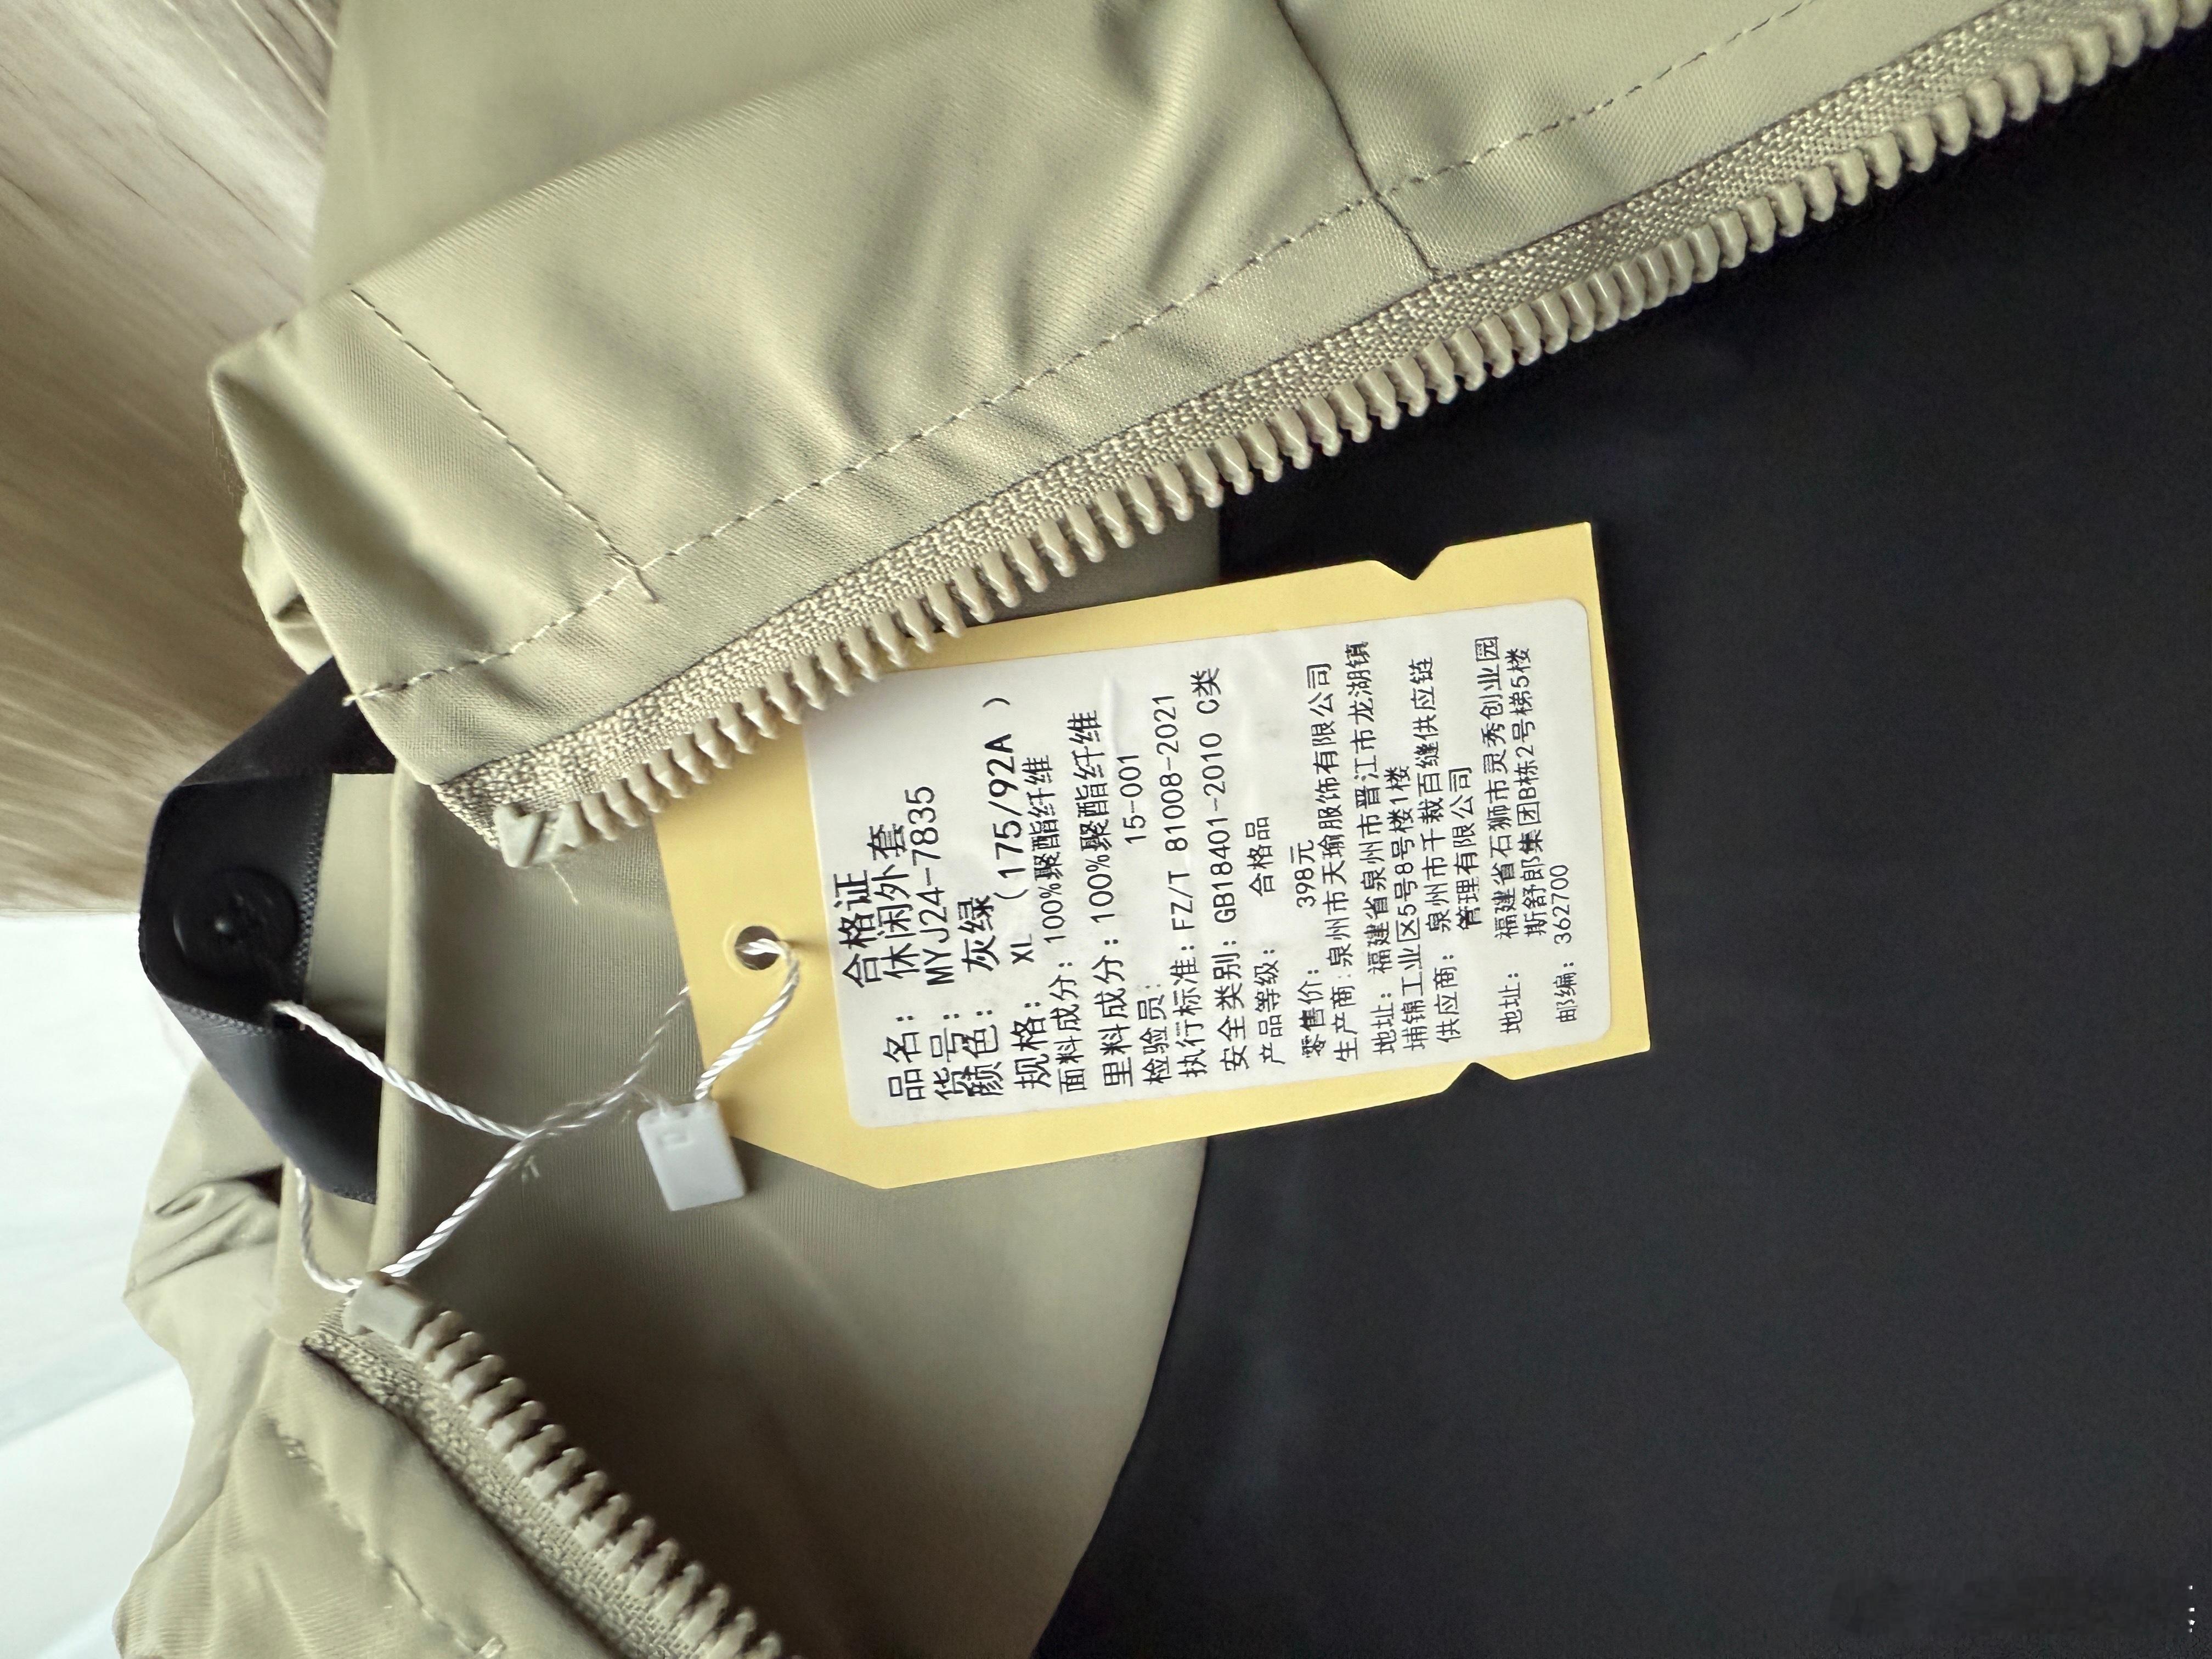 合格证
品名： 休闲外套
货号： MYJ24-7835
颜色： 灰绿
规格： XL （175/92A ）
面料成分： 100%聚酯纤维
里料成分： 100%聚酯纤维
检验员： 15-001
执行标准： FZ/T 81008-2021
安全类别： GB18401-2010 C类
产品等级： 合格品
零售价： 398元
生产商： 泉州市天瑜服饰有限公司
地址： 福建省泉州市晋江市龙湖镇
埔锦工业区5号8号楼1楼
供应商： 泉州市千裁百缝供应链
管理有限公司
地址： 福建省石狮市灵秀创业园
斯舒郎集团B栋2号梯5楼
邮编： 362700